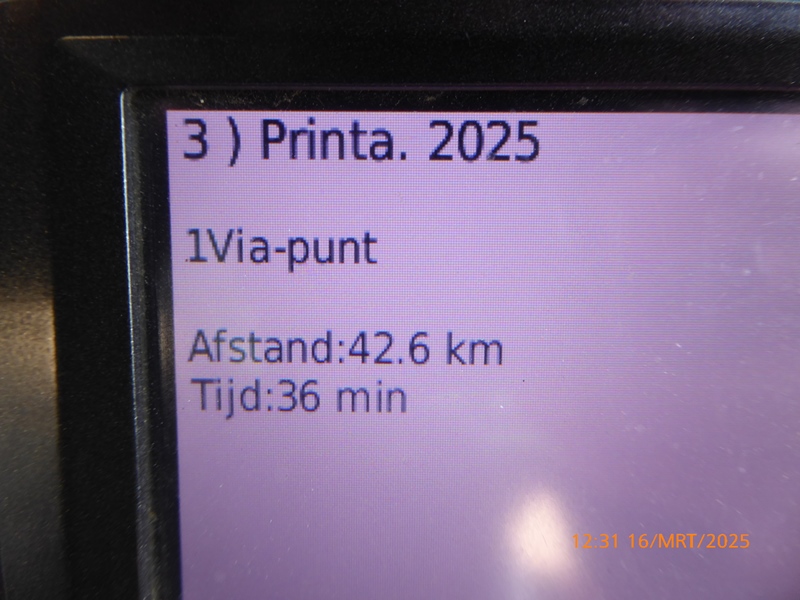 3 ) Printa. 2025
1Via-punt
Afstand:42.6 km
Tijd:36 min
12:31 16/MRT/2025